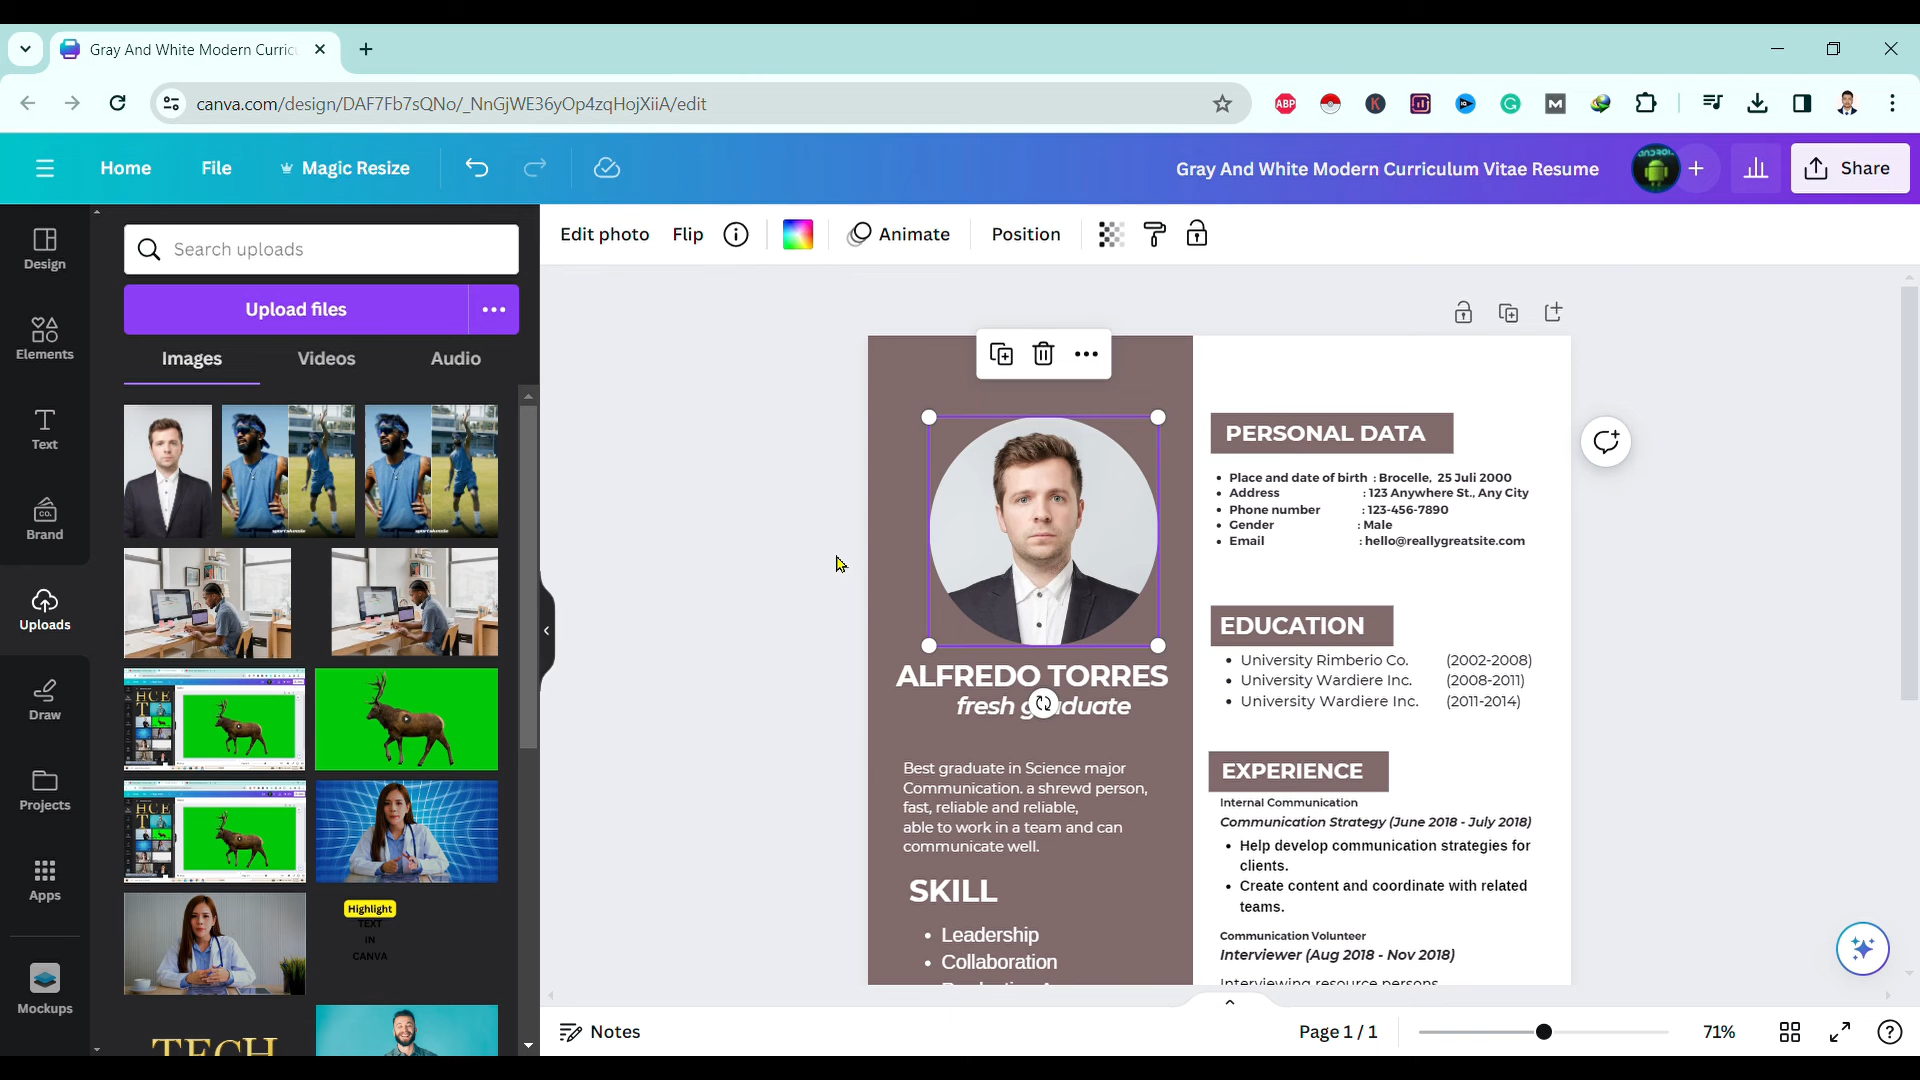 Gray And White Modern Curric
canva.com/design/DAF7Fb7sQNo/_NnGjWE36yOp4zqHojXiiA/edit
ABP
Home File Magic Resize
Gray And White Modern Curriculum Vitae Resume
Share
Design
Elements
Text
Brand
Uploads
Draw
Projects
Apps
Mockups
Search uploads
Upload files
Images Videos Audio
Highlight
TEXT
IN
CANVA
TECH
Edit photo Flip Animate Position
ALFREDO TORRES
Best graduate in Science major
Communication. a shrewd person,
fast, reliable and reliable,
able to work in a team and can
communicate well.
SKILL
• Leadership
• Collaboration
PERSONAL DATA
• Place and date of birth : Brocelle, 25 Juli 2000
• Address : 123 Anywhere St., Any City
• Phone number : 123-456-7890
• Gender : Male
• Email : hello@reallygreatsite.com
EDUCATION
• University Rimberio Co. (2002-2008)
• University Wardiere Inc. (2008-2011)
• University Wardiere Inc. (2011-2014)
EXPERIENCE
Internal Communication
Communication Strategy (June 2018 - July 2018)
• Help develop communication strategies for
clients.
• Create content and coordinate with related
teams.
Communication Volunteer
Interviewer (Aug 2018 - Nov 2018)
Interviewing resource persons
Notes
Page 1 / 1
71%